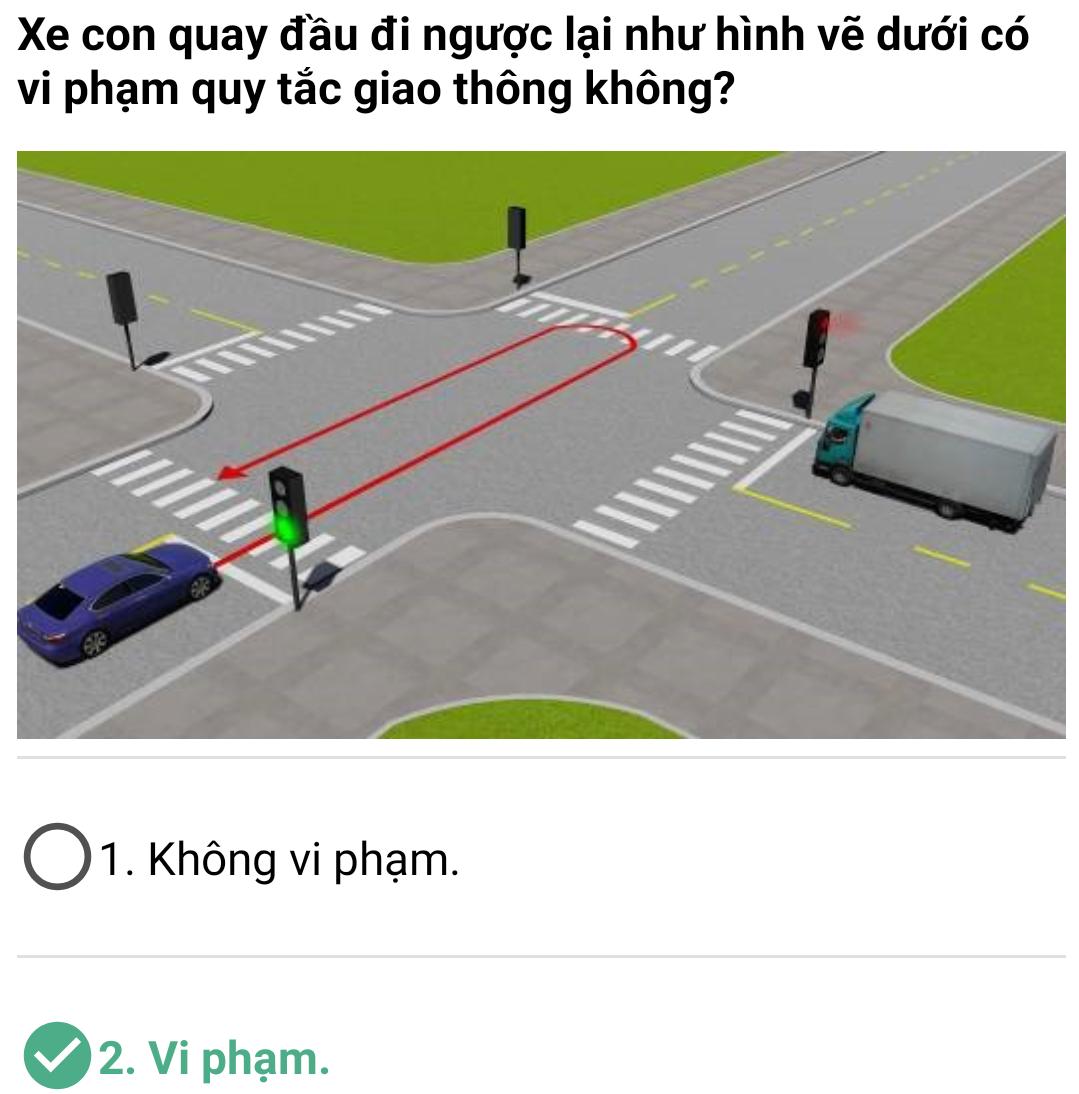 Xe con quay đầu đi ngược lại như hình vẽ dưới có
vi phạm quy tắc giao thông không?
1. Không vi phạm.
2. Vi phạm.